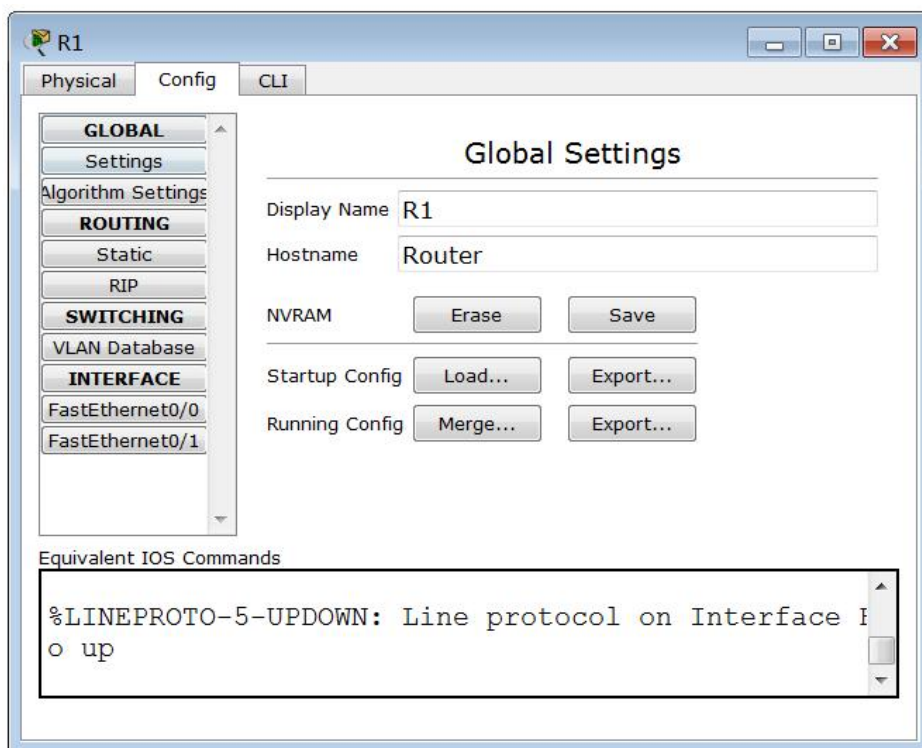 R1
Physical Config CLI
GLOBAL
Settings
Algorithm Settings
ROUTING
Static
RIP
SWITCHING
VLAN Database
INTERFACE
FastEthernet0/0
FastEthernet0/1
Global Settings
Display Name R1
Hostname Router
NVRAM Erase Save
Startup Config Load... Export...
Running Config Merge... Export...
Equivalent IOS Commands
%LINEPROTO-5-UPDOWN: Line protocol on Interface
o up